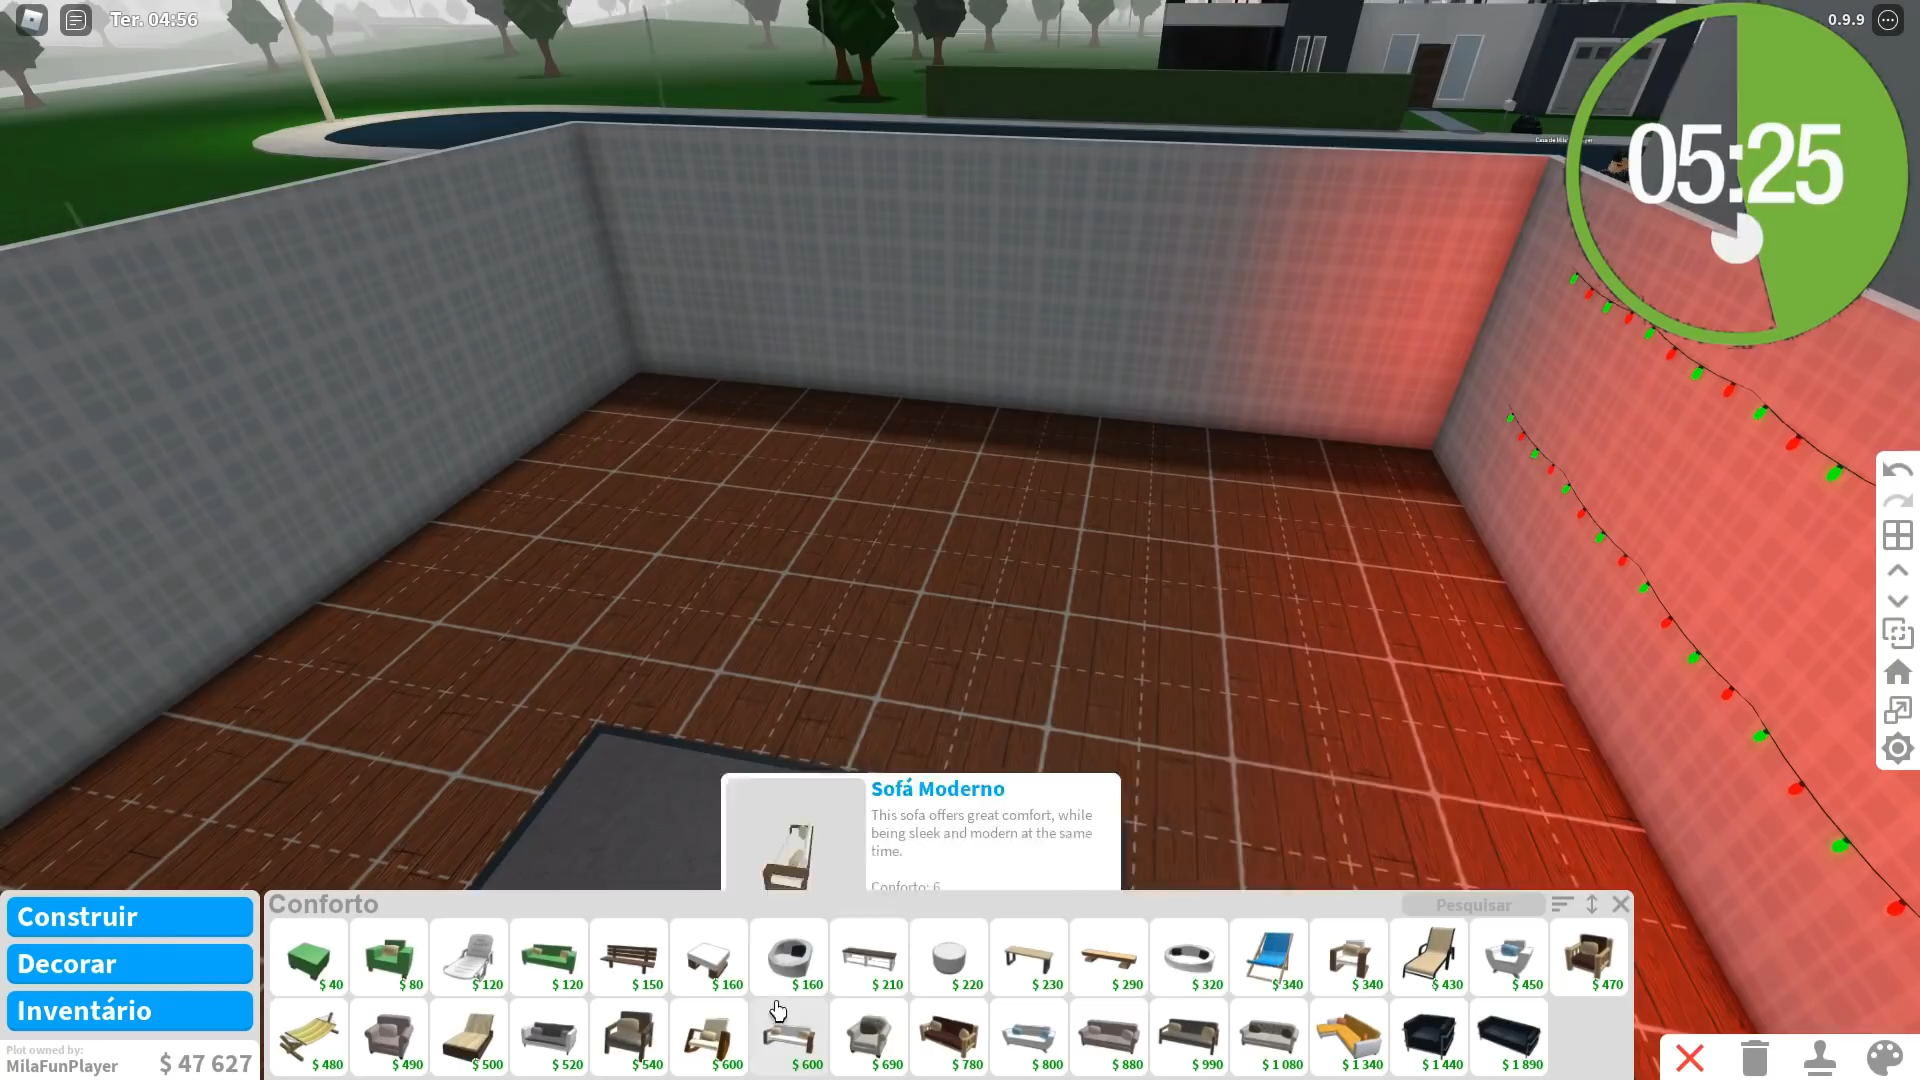 Ter. 04:56
0.9.9
05:25
Sofá Moderno
This sofa offers great comfort, while
being sleek and modern at the same
time.
Conforto: 6
Construir
Decorar
Inventário
Plot owned by:
MilaFunPlayer
$ 47 627
Conforto
Pesquisar
$ 40
$ 80
$ 120
$ 120
$ 150
$ 160
$ 160
$ 210
$ 220
$ 230
$ 290
$ 320
$ 340
$ 340
$ 430
$ 450
$ 470
$ 480
$ 490
$ 500
$ 520
$ 540
$ 600
$ 600
$ 690
$ 780
$ 800
$ 880
$ 990
$ 1 080
$ 1 340
$ 1 440
$ 1 890